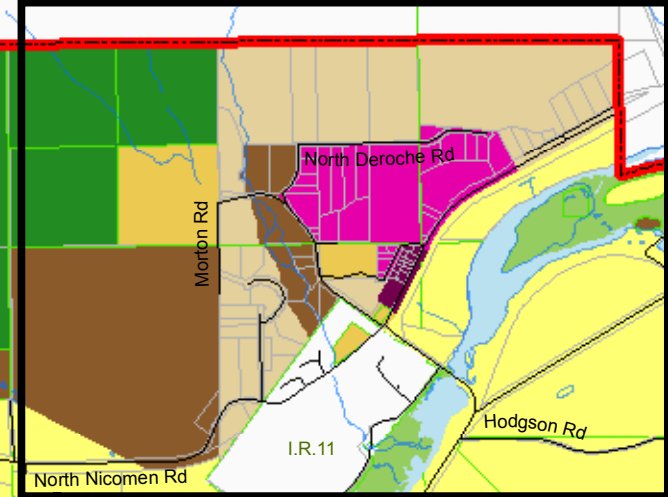 North Deroche Rd
Morton Rd
Hodgson Rd
I.R.11
North Nicomen Rd